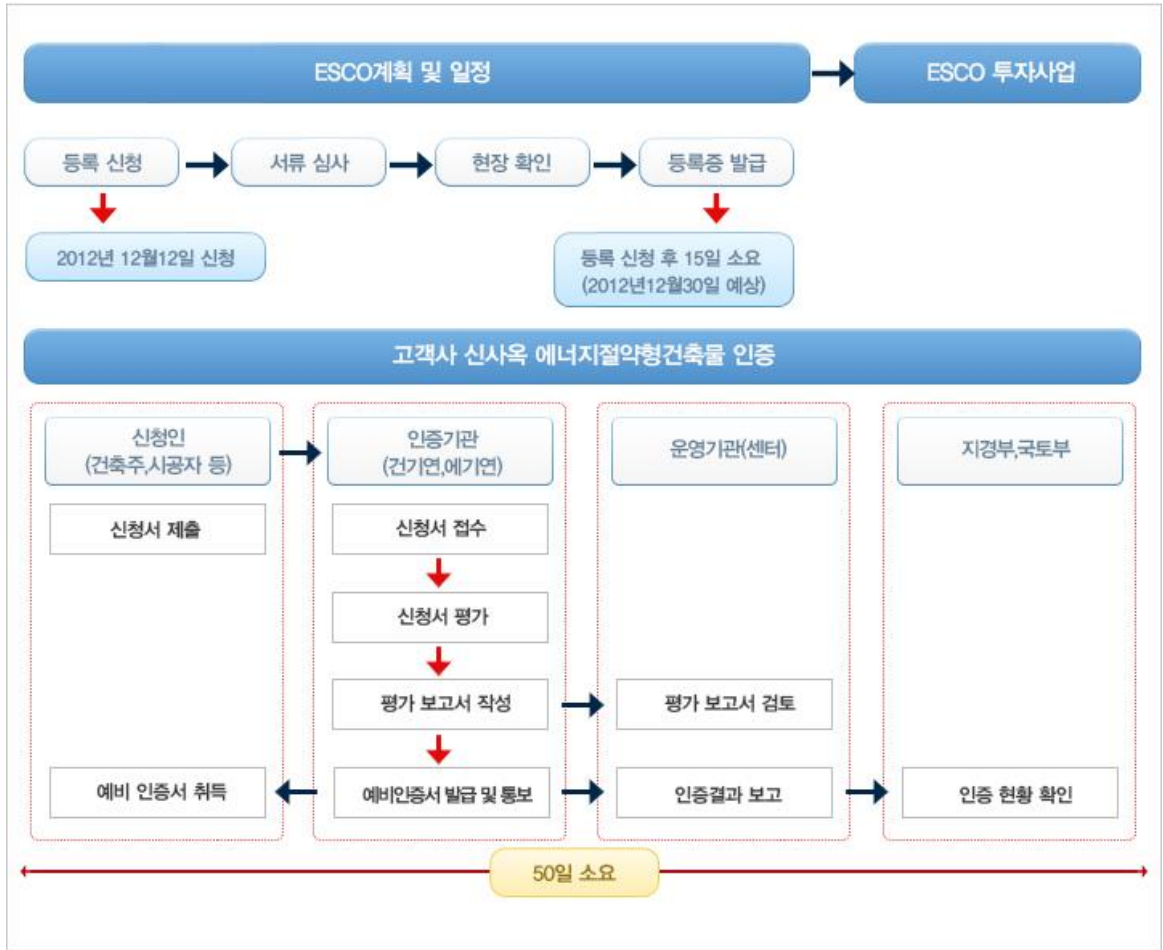 ESCO계획 및 일정
ESCO 투자사업
등록 신청
서류 심사
현장 확인
등록증 발급
2012년 12월12일 신청
등록 신청 후 15일 소요
(2012년12월30일 예상)
고객사 신사옥 에너지절약형건축물 인증
신청인
(건축주,시공자 등)
인증기관
(건기연,에기연)
운영기관(센터)
지경부,국토부
신청서 제출
신청서 접수
신청서 평가
평가 보고서 작성
평가 보고서 검토
예비 인증서 취득
예비인증서 발급 및 통보
인증결과 보고
인증 현황 확인
50일 소요